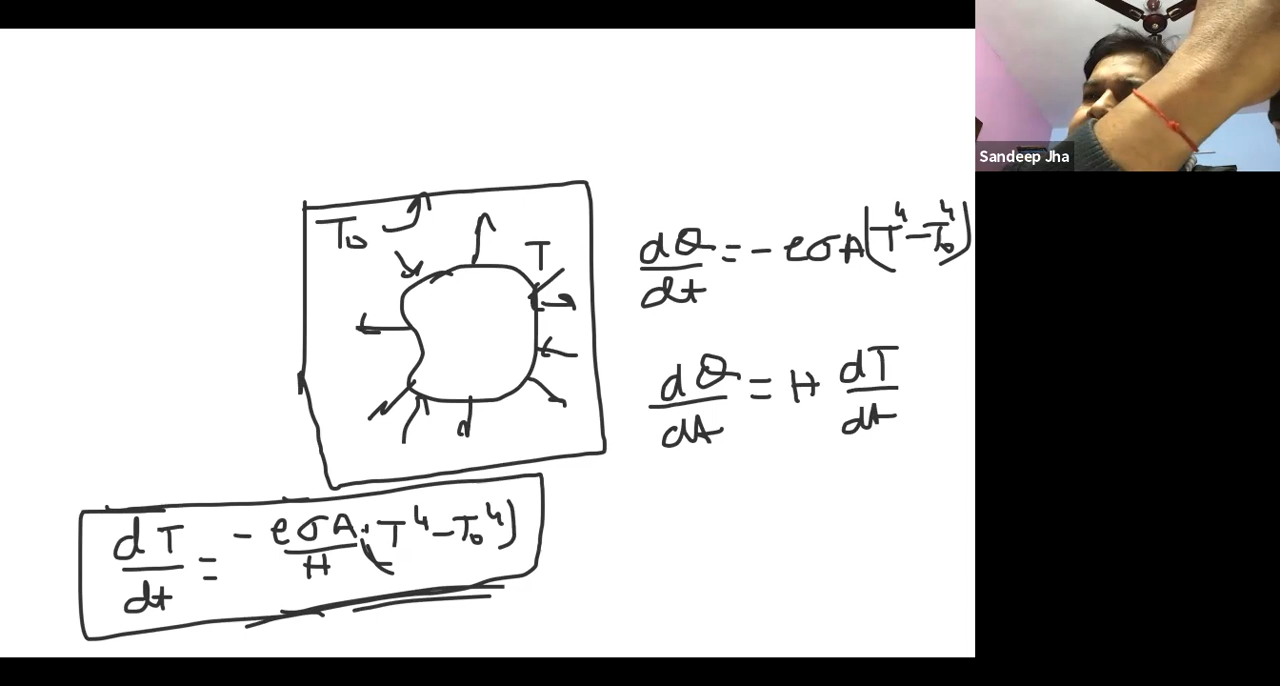 Sandeep Jha
T₀
T
dQ/dt = - eσA(T⁴-T₀⁴)
dQ/dt = H dT/dt
dT/dt = - eσA/H (T⁴-T₀⁴)